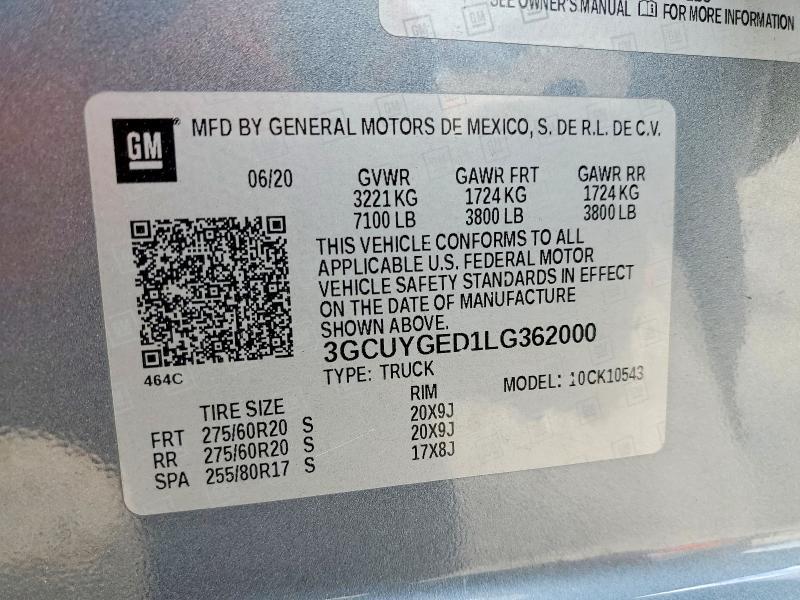 SEE OWNER'S MANUAL FOR MORE INFORMATION
GM
MFD BY GENERAL MOTORS DE MEXICO, S. DE R.L. DE C.V.
06/20 GVWR GAWR FRT GAWR RR
3221 KG 1724 KG 1724 KG
7100 LB 3800 LB 3800 LB
THIS VEHICLE CONFORMS TO ALL
APPLICABLE U.S. FEDERAL MOTOR
VEHICLE SAFETY STANDARDS IN EFFECT
ON THE DATE OF MANUFACTURE
SHOWN ABOVE.
3GCUYGED1LG362000
464C
TYPE: TRUCK MODEL: 10CK10543
TIRE SIZE RIM
FRT 275/60R20 S 20X9J
RR 275/60R20 S 20X9J
SPA 255/80R17 S 17X8J